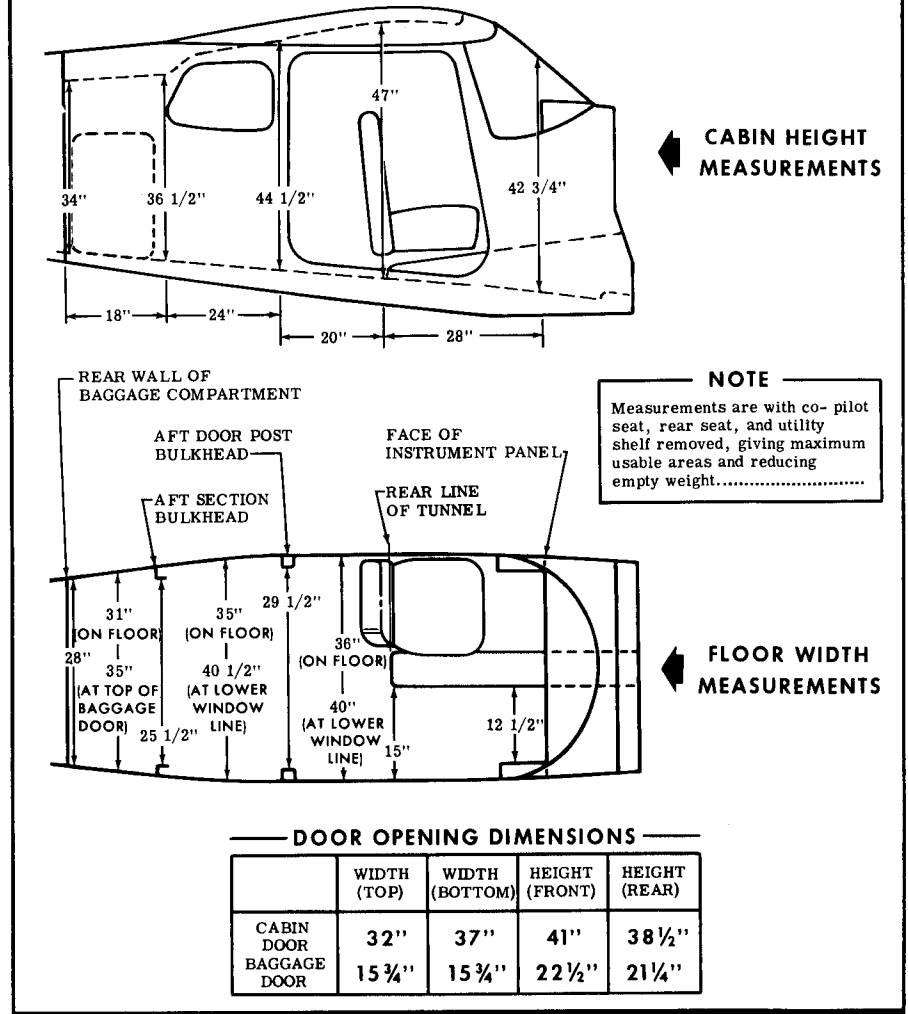 CABIN HEIGHT
MEASUREMENTS
47"
34"
36 1/2"
44 1/2"
42 3/4"
18"
24"
20"
28"
REAR WALL OF
BAGGAGE COMPARTMENT
AFT DOOR POST
BULKHEAD
AFT SECTION
BULKHEAD
FACE OF
INSTRUMENT PANEL
REAR LINE
OF TUNNEL
NOTE
Measurements are with co- pilot
seat, rear seat, and utility
shelf removed, giving maximum
usable areas and reducing
empty weight............................
28"
31"
(ON FLOOR)
35"
(AT TOP OF
BAGGAGE
DOOR)
25 1/2"
35"
(ON FLOOR)
40 1/2"
(AT LOWER
WINDOW
LINE)
29 1/2"
36"
(ON FLOOR)
40"
(AT LOWER
WINDOW
LINE)
15"
12 1/2"
FLOOR WIDTH
MEASUREMENTS
DOOR OPENING DIMENSIONS
WIDTH (TOP) WIDTH (BOTTOM) HEIGHT (FRONT) HEIGHT (REAR)
CABIN DOOR 32" 37" 41" 38½"
BAGGAGE DOOR 15¾" 15¾" 22½" 21¼"